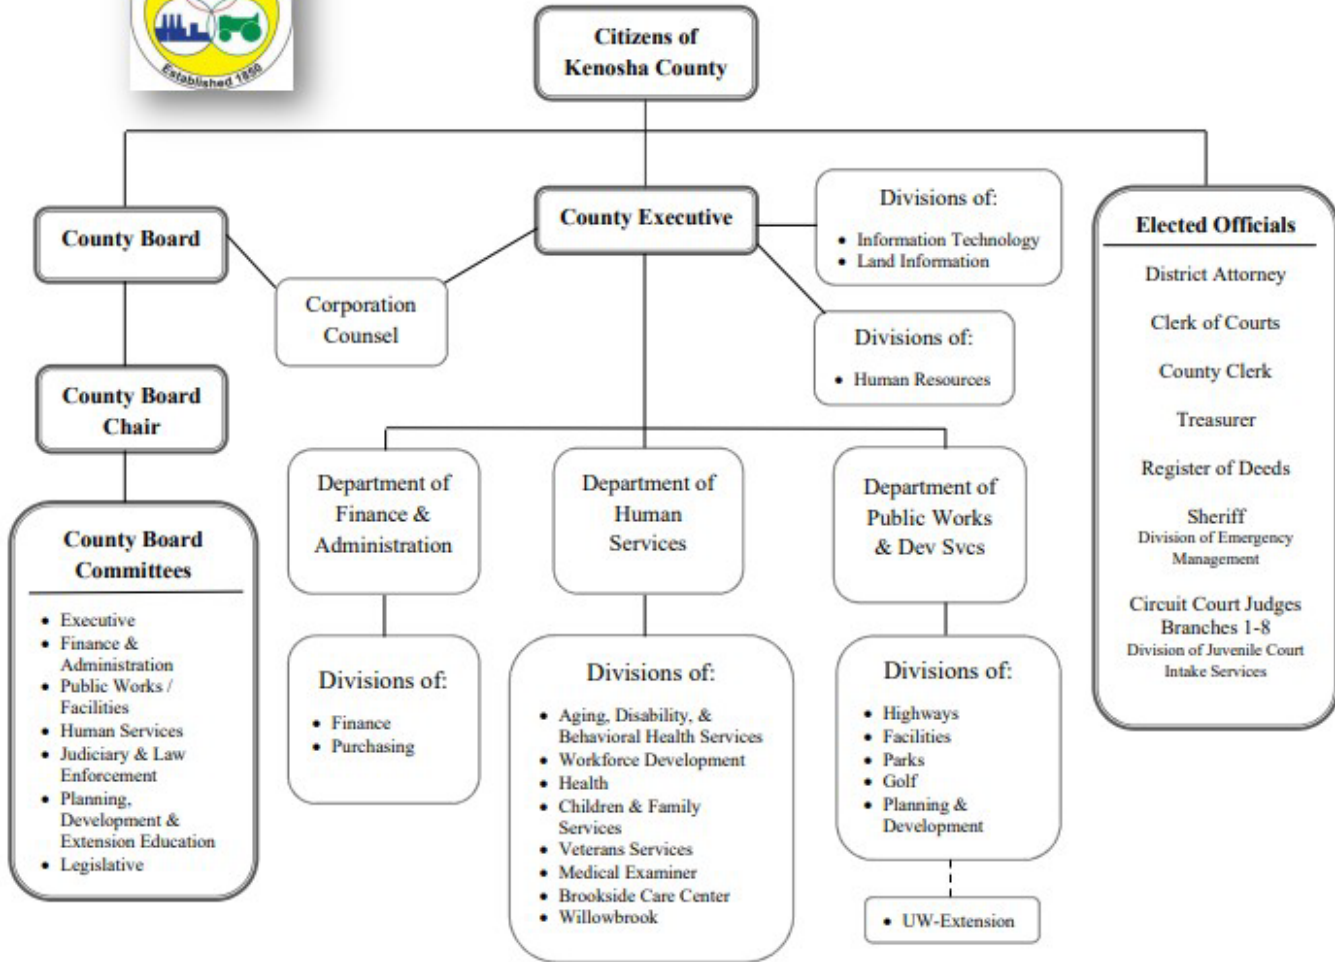 Established 1850
Citizens of
Kenosha County
County Board
County Executive
Divisions of:
• Information Technology
• Land Information
Elected Officials
District Attorney
Clerk of Courts
County Clerk
Treasurer
Register of Deeds
Sheriff
Division of Emergency
Management
Circuit Court Judges
Branches 1-8
Division of Juvenile Court
Intake Services
Corporation
Counsel
Divisions of:
• Human Resources
County Board
Chair
County Board
Committees
• Executive
• Finance &
Administration
• Public Works /
Facilities
• Human Services
• Judiciary & Law
Enforcement
• Planning,
Development &
Extension Education
• Legislative
Department of
Finance &
Administration
Divisions of:
• Finance
• Purchasing
Department of
Human
Services
Divisions of:
• Aging, Disability, &
Behavioral Health Services
• Workforce Development
• Health
• Children & Family
Services
• Veterans Services
• Medical Examiner
• Brookside Care Center
• Willowbrook
Department of
Public Works
& Dev Svcs
Divisions of:
• Highways
• Facilities
• Parks
• Golf
• Planning &
Development
• UW-Extension